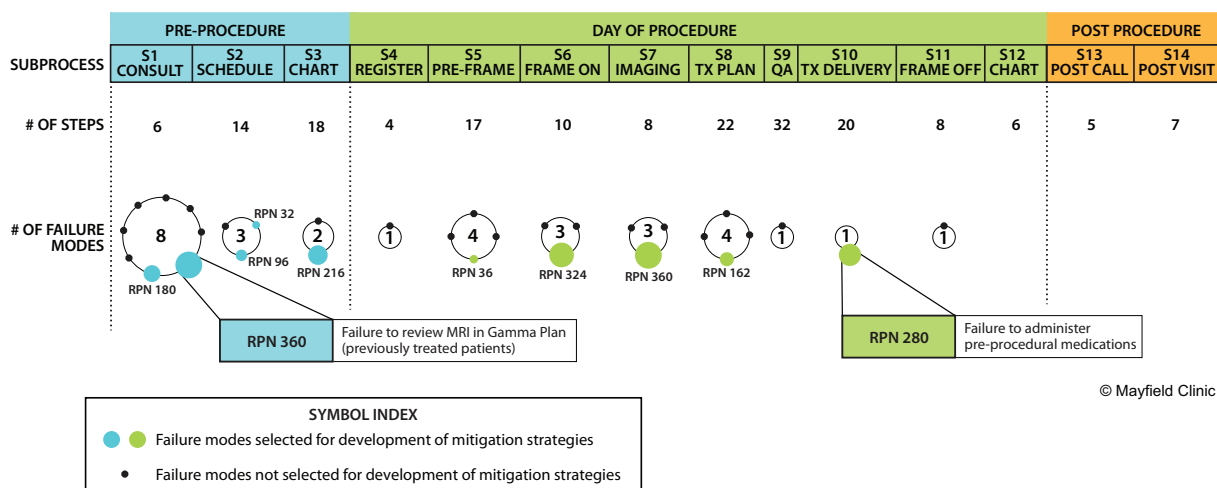 PRE-PROCEDURE DAY OF PROCEDURE POST PROCEDURE
SUBPROCESS
S1 CONSULT
S2 SCHEDULE
S3 CHART
S4 REGISTER
S5 PRE-FRAME
S6 FRAME ON
S7 IMAGING
S8 TX PLAN
S9 QA
S10 TX DELIVERY
S11 FRAME OFF
S12 CHART
S13 POST CALL
S14 POST VISIT
# OF STEPS 6 14 18 4 17 10 8 22 32 20 8 6 5 7
# OF FAILURE
MODES
8 3 2 1 4 3 3 4 1 1 1
RPN 32
RPN 180
RPN 96
RPN 216
RPN 36
RPN 324
RPN 360
RPN 162
RPN 360
Failure to review MRI in Gamma Plan
(previously treated patients)
RPN 280
Failure to administer
pre-procedural medications
© Mayfield Clinic
SYMBOL INDEX
Failure modes selected for development of mitigation strategies
Failure modes not selected for development of mitigation strategies